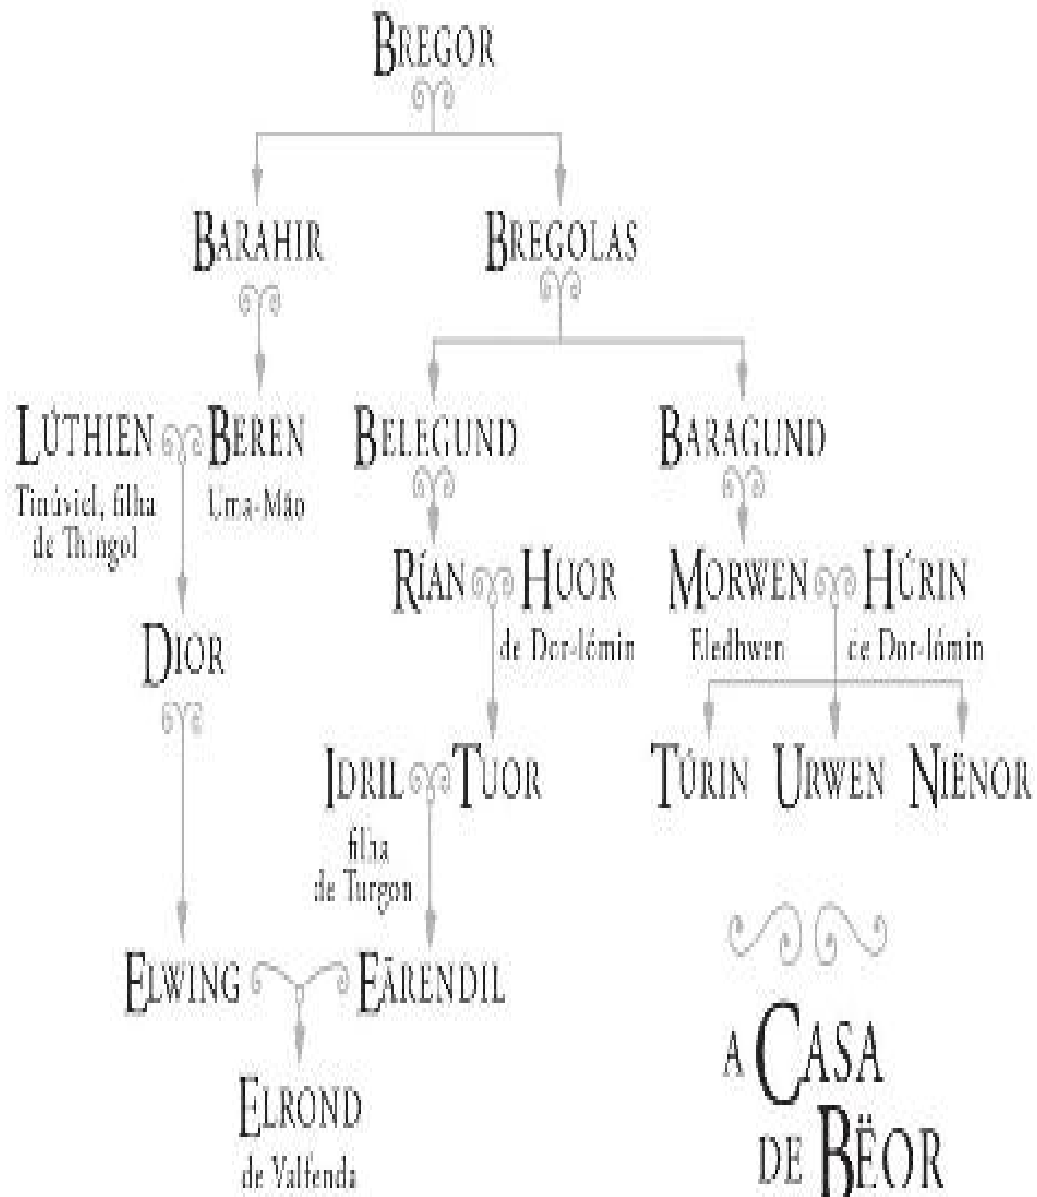 BREGOR
BARAHIR BREGOLAS
LÚTHIEN BEREN BELEGUND BARAGUND
Tinúviel, filha Uma-Mão
de Thingol
RÍAN HUOR MORWEN HÚRIN
de Dor-lómin Eledhwen de Dor-lómin
DIOR
IDRIL TUOR TÚRIN URWEN NIËNOR
filha
de Turgon
ELWING EÄRENDIL
A CASA
DE BËOR
ELROND
de Valfenda